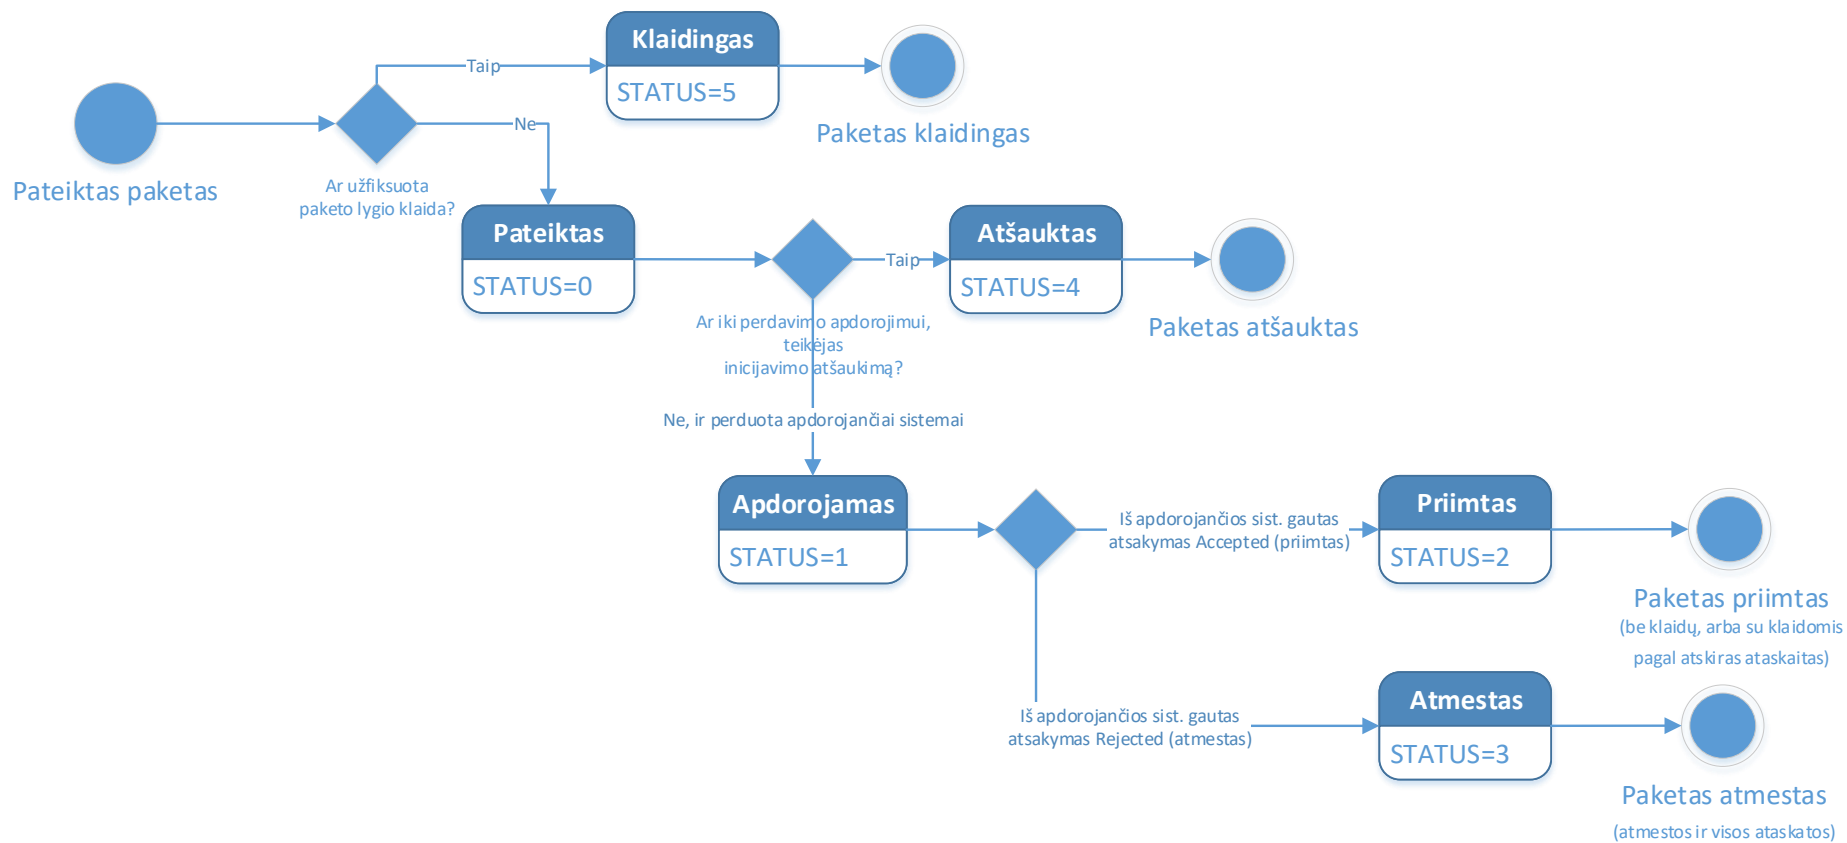 Klaidingas
STATUS=5
Taip
Paketas klaidingas
Pateiktas paketas
Ne
Ar užfiksuota
paketo lygio klaida?
Pateiktas
STATUS=0
Taip
Atšauktas
STATUS=4
Paketas atšauktas
Ar iki perdavimo apdorojimui,
teikėjas
inicijavimo atšaukimą?
Ne, ir perduota apdorojančiai sistemai
Apdorojamas
STATUS=1
Iš apdorojančios sist. gautas
atsakymas Accepted (priimtas)
Priimtas
STATUS=2
Paketas priimtas
(be klaidų, arba su klaidomis
pagal atskiras ataskaitas)
Iš apdorojančios sist. gautas
atsakymas Rejected (atmestas)
Atmestas
STATUS=3
Paketas atmestas
(atmestos ir visos ataskatos)